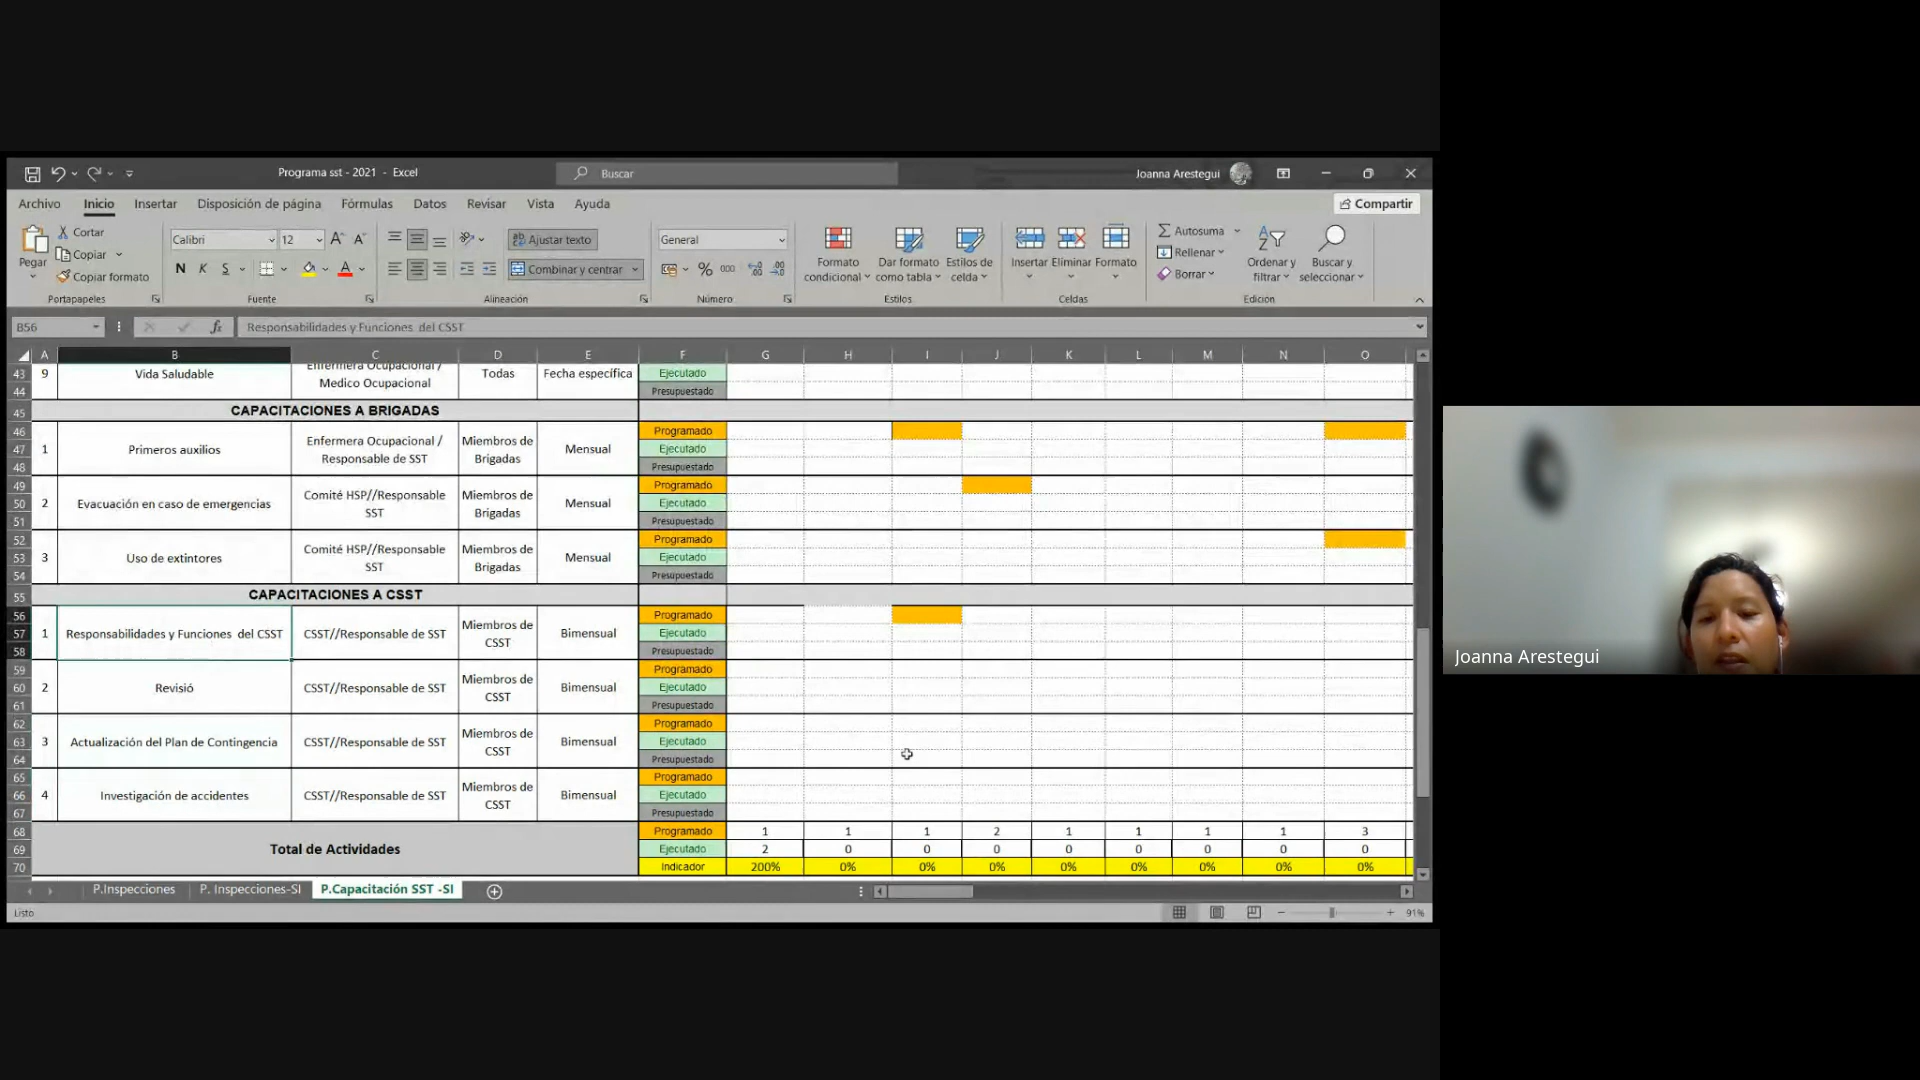 Programa sst - 2021 - Excel
Buscar
Joanna Arestegui
Archivo Inicio Insertar Disposición de página Fórmulas Datos Revisar Vista Ayuda
Compartir
Pegar
Cortar
Copiar
Copiar formato
Portapapeles
Calibri 12
N K S
Fuente
Ajustar texto
Combinar y centrar
Alineación
General
% 000
Número
Formato condicional
Dar formato como tabla
Estilos de celda
Estilos
Insertar Eliminar Formato
Celdas
Autosuma
Rellenar
Borrar
Ordenar y filtrar
Buscar y seleccionar
Edición
B56
fx
Responsabilidades y Funciones del CSST
A B C D E F G H I J K L M N O
43 9 Vida Saludable Enfermera Ocupacional / Medico Ocupacional Todas Fecha específica Ejecutado
44 Presupuestado
45 CAPACITACIONES A BRIGADAS
46 Programado
47 1 Primeros auxilios Enfermera Ocupacional / Responsable de SST Miembros de Brigadas Mensual Ejecutado
48 Presupuestado
49 Programado
50 2 Evacuación en caso de emergencias Comité HSP//Responsable SST Miembros de Brigadas Mensual Ejecutado
51 Presupuestado
52 Programado
53 3 Uso de extintores Comité HSP//Responsable SST Miembros de Brigadas Mensual Ejecutado
54 Presupuestado
55 CAPACITACIONES A CSST
56 Programado
57 1 Responsabilidades y Funciones del CSST CSST//Responsable de SST Miembros de CSST Bimensual Ejecutado
58 Presupuestado
59 Programado
60 2 Revisió CSST//Responsable de SST Miembros de CSST Bimensual Ejecutado
61 Presupuestado
62 Programado
63 3 Actualización del Plan de Contingencia CSST//Responsable de SST Miembros de CSST Bimensual Ejecutado
64 Presupuestado
65 Programado
66 4 Investigación de accidentes CSST//Responsable de SST Miembros de CSST Bimensual Ejecutado
67 Presupuestado
68 Programado 1 1 1 2 1 1 1 1 3
69 Total de Actividades Ejecutado 2 0 0 0 0 0 0 0 0
70 Indicador 200% 0% 0% 0% 0% 0% 0% 0% 0%
P.Inspecciones P. Inspecciones-SI P.Capacitación SST -SI
Listo
91%
Joanna Arestegui